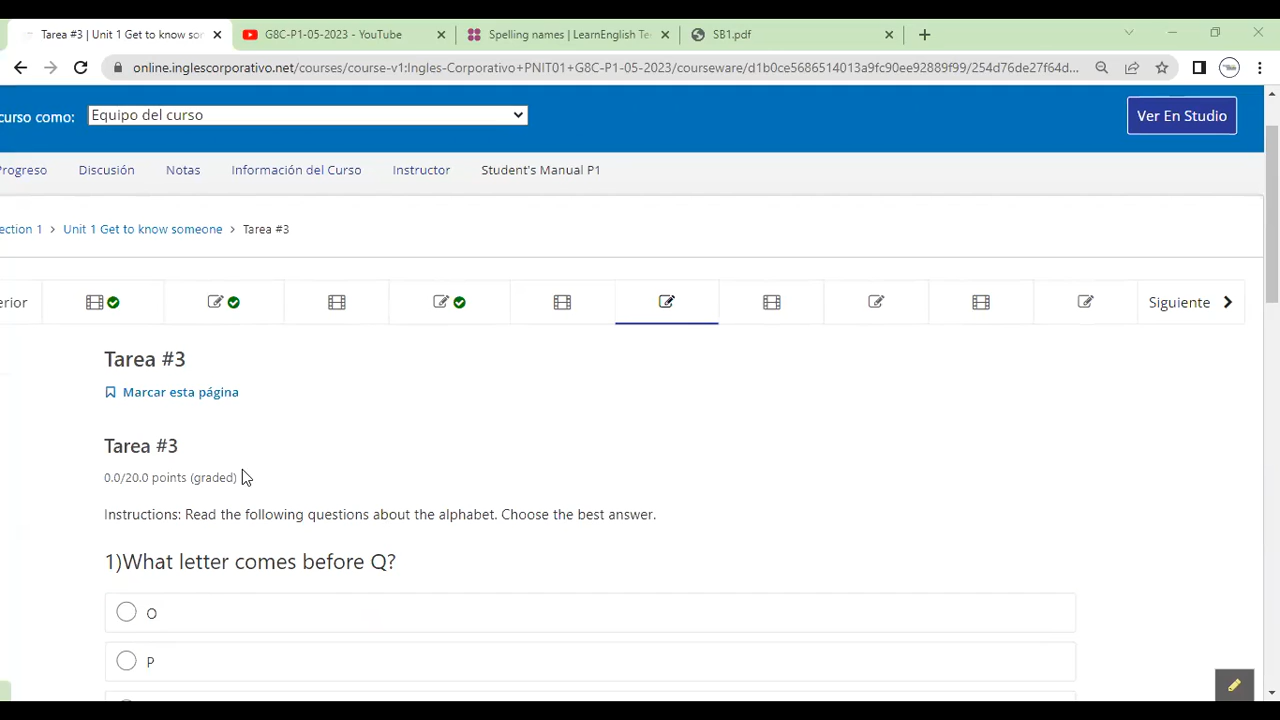 Tarea #3 | Unit 1 Get to know so
G8C-P1-05-2023 - YouTube
Spelling names | LearnEnglish Te
SB1.pdf
online.inglescorporativo.net/courses/course-v1:Ingles-Corporativo+PNIT01+G8C-P1-05-2023/courseware/d1b0ce5686514013a9fc90ee92889f99/254d76de27f64d...
curso como:
Equipo del curso
Ver En Studio
Progreso
Discusión
Notas
Información del Curso
Instructor
Student's Manual P1
ection 1 > Unit 1 Get to know someone > Tarea #3
erior
Siguiente
Tarea #3
Marcar esta página
Tarea #3
0.0/20.0 points (graded)
Instructions: Read the following questions about the alphabet. Choose the best answer.
1)What letter comes before Q?
O
P